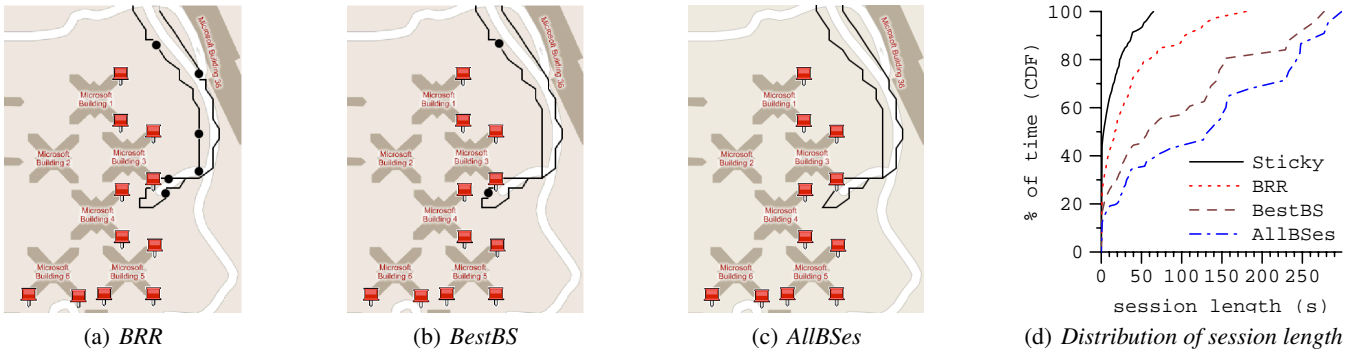 Microsoft
Building 36
Microsoft
Building 1
Microsoft
Building 2
Microsoft
Building 3
Microsoft
Building 4
Microsoft
Building 6
Microsoft
Building 5
(a) BRR
Microsoft
Building 36
Microsoft
Building 1
Microsoft
Building 2
Microsoft
Building 3
Microsoft
Building 4
Microsoft
Building 6
Microsoft
Building 5
(b) BestBS
Microsoft
Building 36
Microsoft
Building 1
Microsoft
Building 2
Microsoft
Building 3
Microsoft
Building 4
Microsoft
Building 6
Microsoft
Building 5
(c) AllBSes
% of time (CDF)
100
80
60
40
20
0
Sticky
BRR
BestBS
AllBSes
0 50 100 150 200 250
session length (s)
(d) Distribution of session length